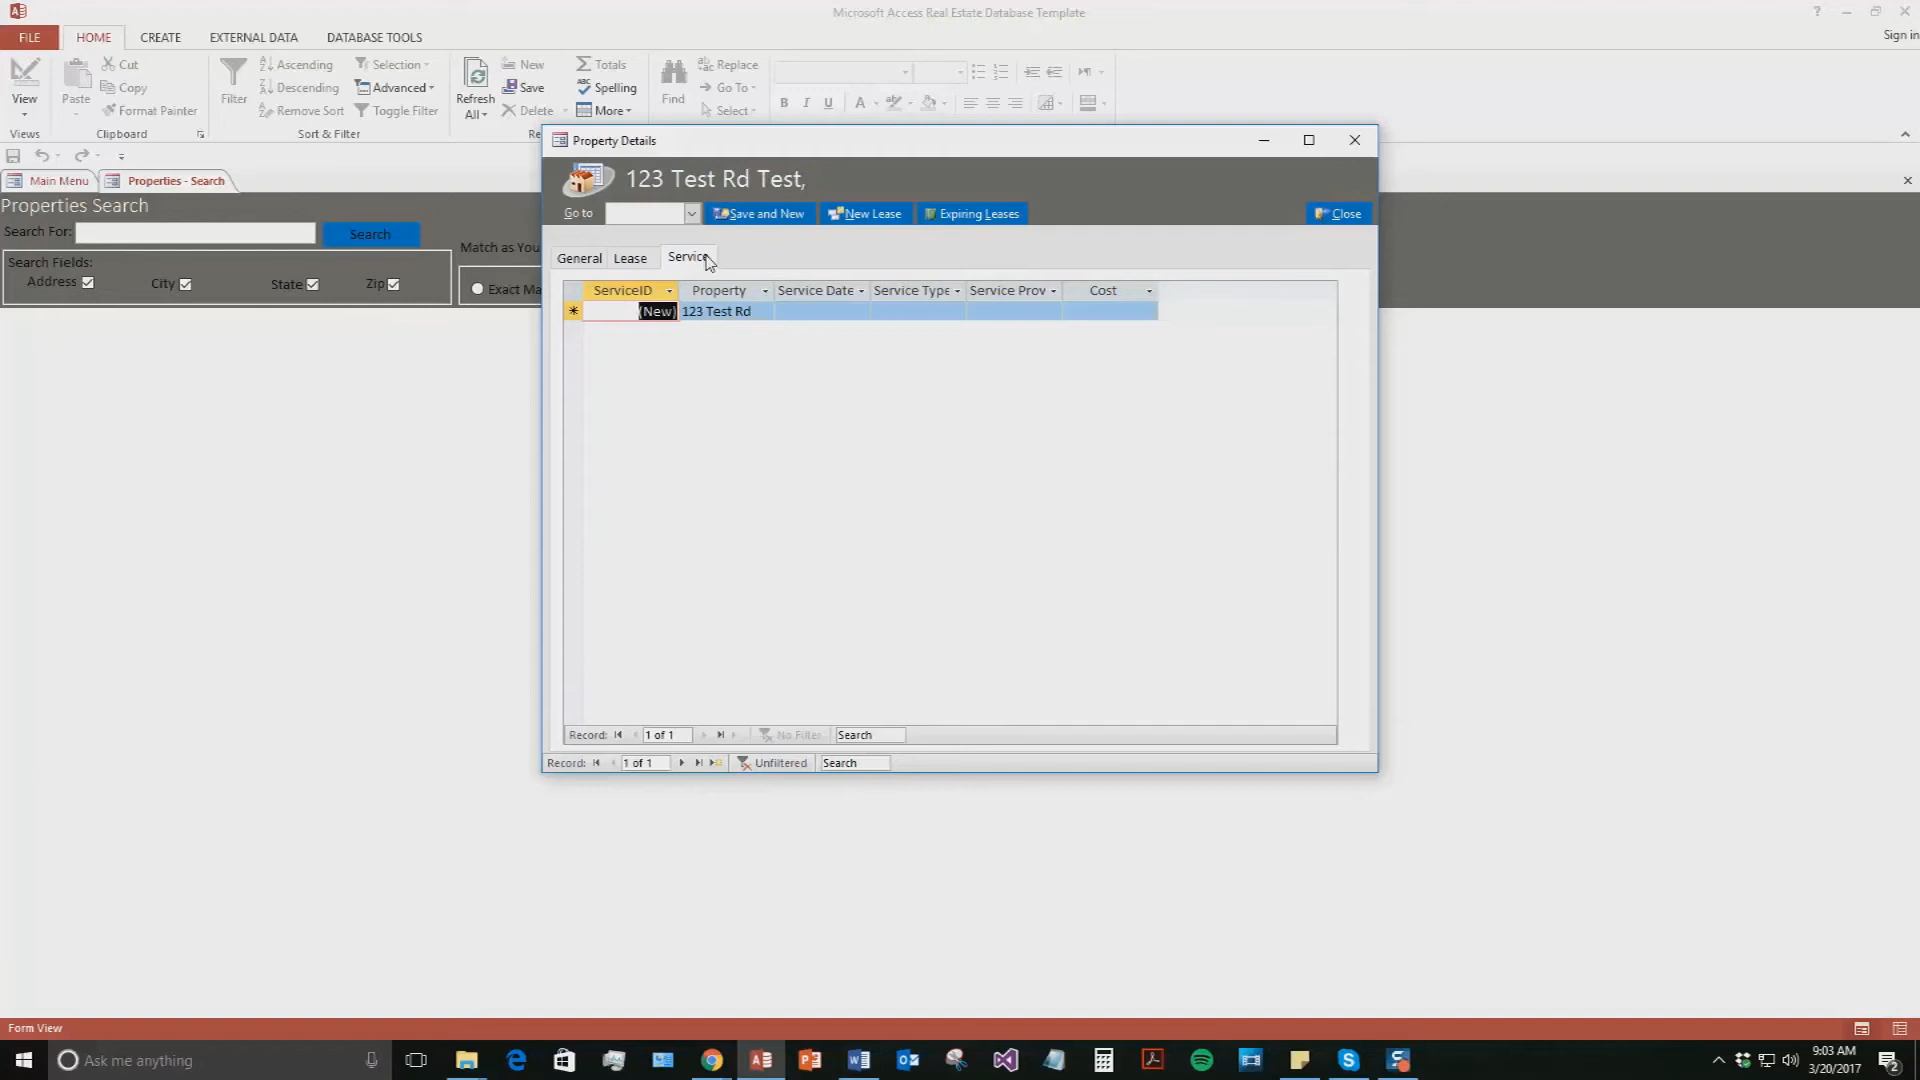 Microsoft Access Real Estate Database Template
?
FILE HOME CREATE EXTERNAL DATA DATABASE TOOLS
Sign in
View
Views
Paste
Cut
Copy
Format Painter
Clipboard
Filter
Ascending
Descending
Remove Sort
Selection
Advanced
Toggle Filter
Sort & Filter
Refresh
All
New
Save
Delete
Totals
Spelling
More
Re
Find
Replace
Go To
Select
B I U A
Main Menu Properties - Search
Properties Search
Search For: Search
Match as You
Search Fields:
Address City State Zip
Exact Ma
Property Details
123 Test Rd Test,
Go to Save and New New Lease Expiring Leases Close
General Lease Service
ServiceID Property Service Date Service Type Service Prov Cost
(New) 123 Test Rd
Record: 1 of 1 No Filter Search
Record: 1 of 1 Unfiltered Search
Form View
Ask me anything
9:03 AM
3/20/2017
2